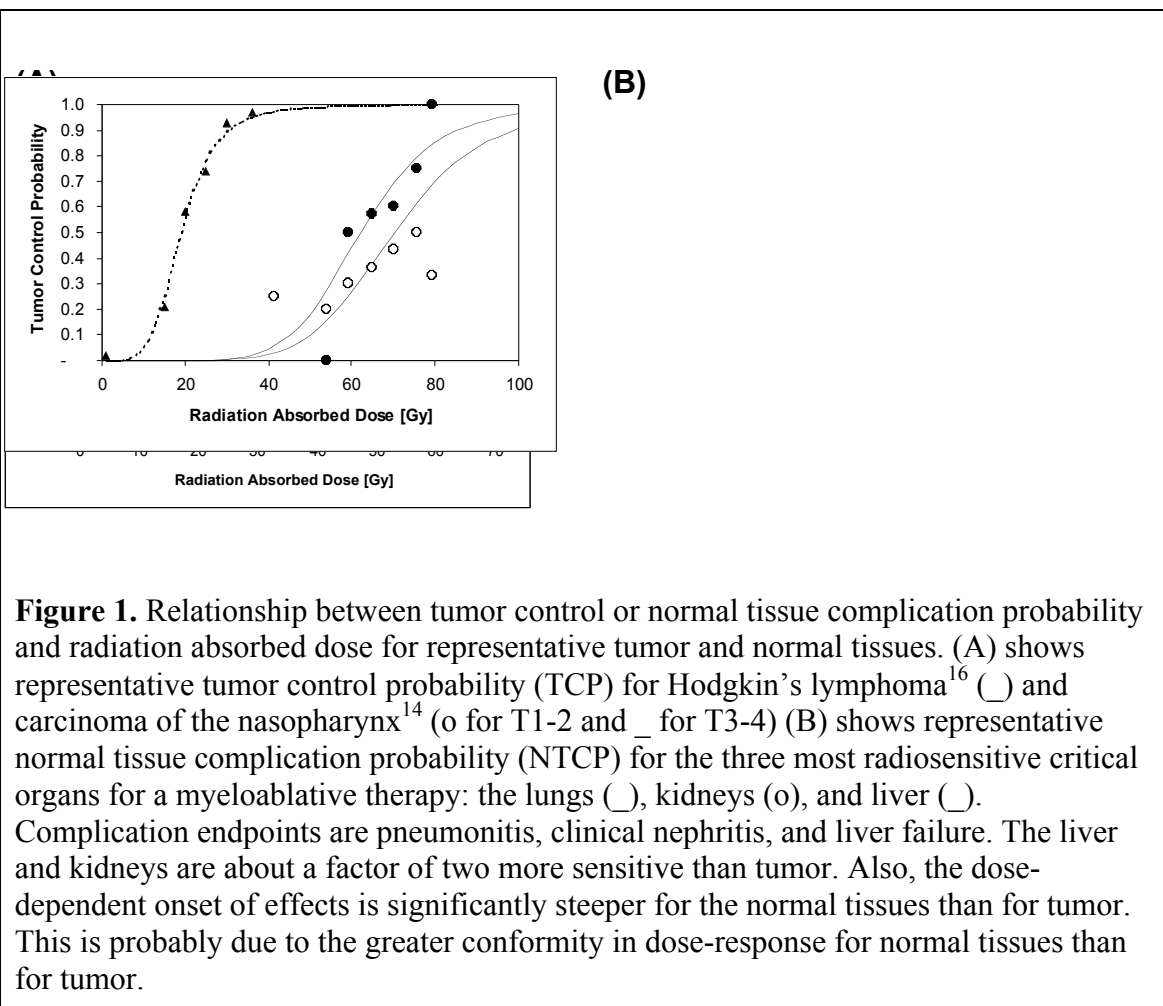 (A)
(B)
1.0
0.9
0.8
0.7
0.6
0.5
0.4
0.3
0.2
0.1
-
Tumor Control Probability
0 20 40 60 80 100
Radiation Absorbed Dose [Gy]
0 10 20 30 40 50 60 70
Radiation Absorbed Dose [Gy]
Figure 1. Relationship between tumor control or normal tissue complication probability
and radiation absorbed dose for representative tumor and normal tissues. (A) shows
representative tumor control probability (TCP) for Hodgkin’s lymphoma16 (_) and
carcinoma of the nasopharynx14 (o for T1-2 and _ for T3-4) (B) shows representative
normal tissue complication probability (NTCP) for the three most radiosensitive critical
organs for a myeloablative therapy: the lungs (_), kidneys (o), and liver (_).
Complication endpoints are pneumonitis, clinical nephritis, and liver failure. The liver
and kidneys are about a factor of two more sensitive than tumor. Also, the dose-
dependent onset of effects is significantly steeper for the normal tissues than for tumor.
This is probably due to the greater conformity in dose-response for normal tissues than
for tumor.